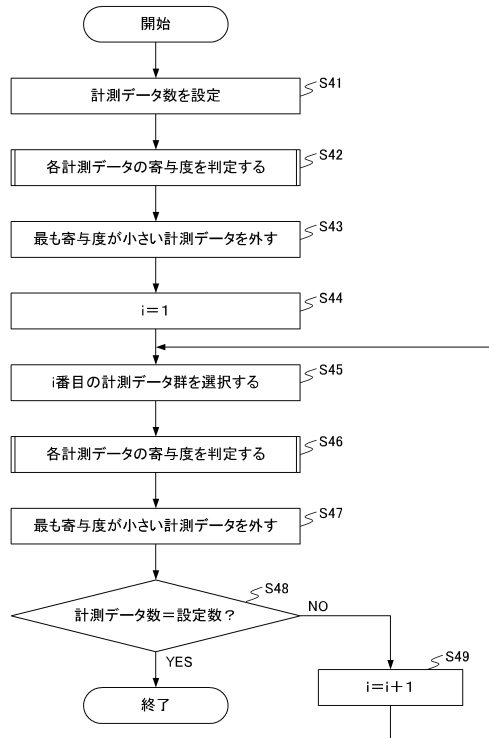 開始
計測データ数を設定
S41
各計測データの寄与度を判定する
S42
最も寄与度が小さい計測データを外す
S43
i=1
S44
i番目の計測データ群を選択する
S45
各計測データの寄与度を判定する
S46
最も寄与度が小さい計測データを外す
S47
計測データ数=設定数?
S48
NO
YES
i=i+1
S49
終了